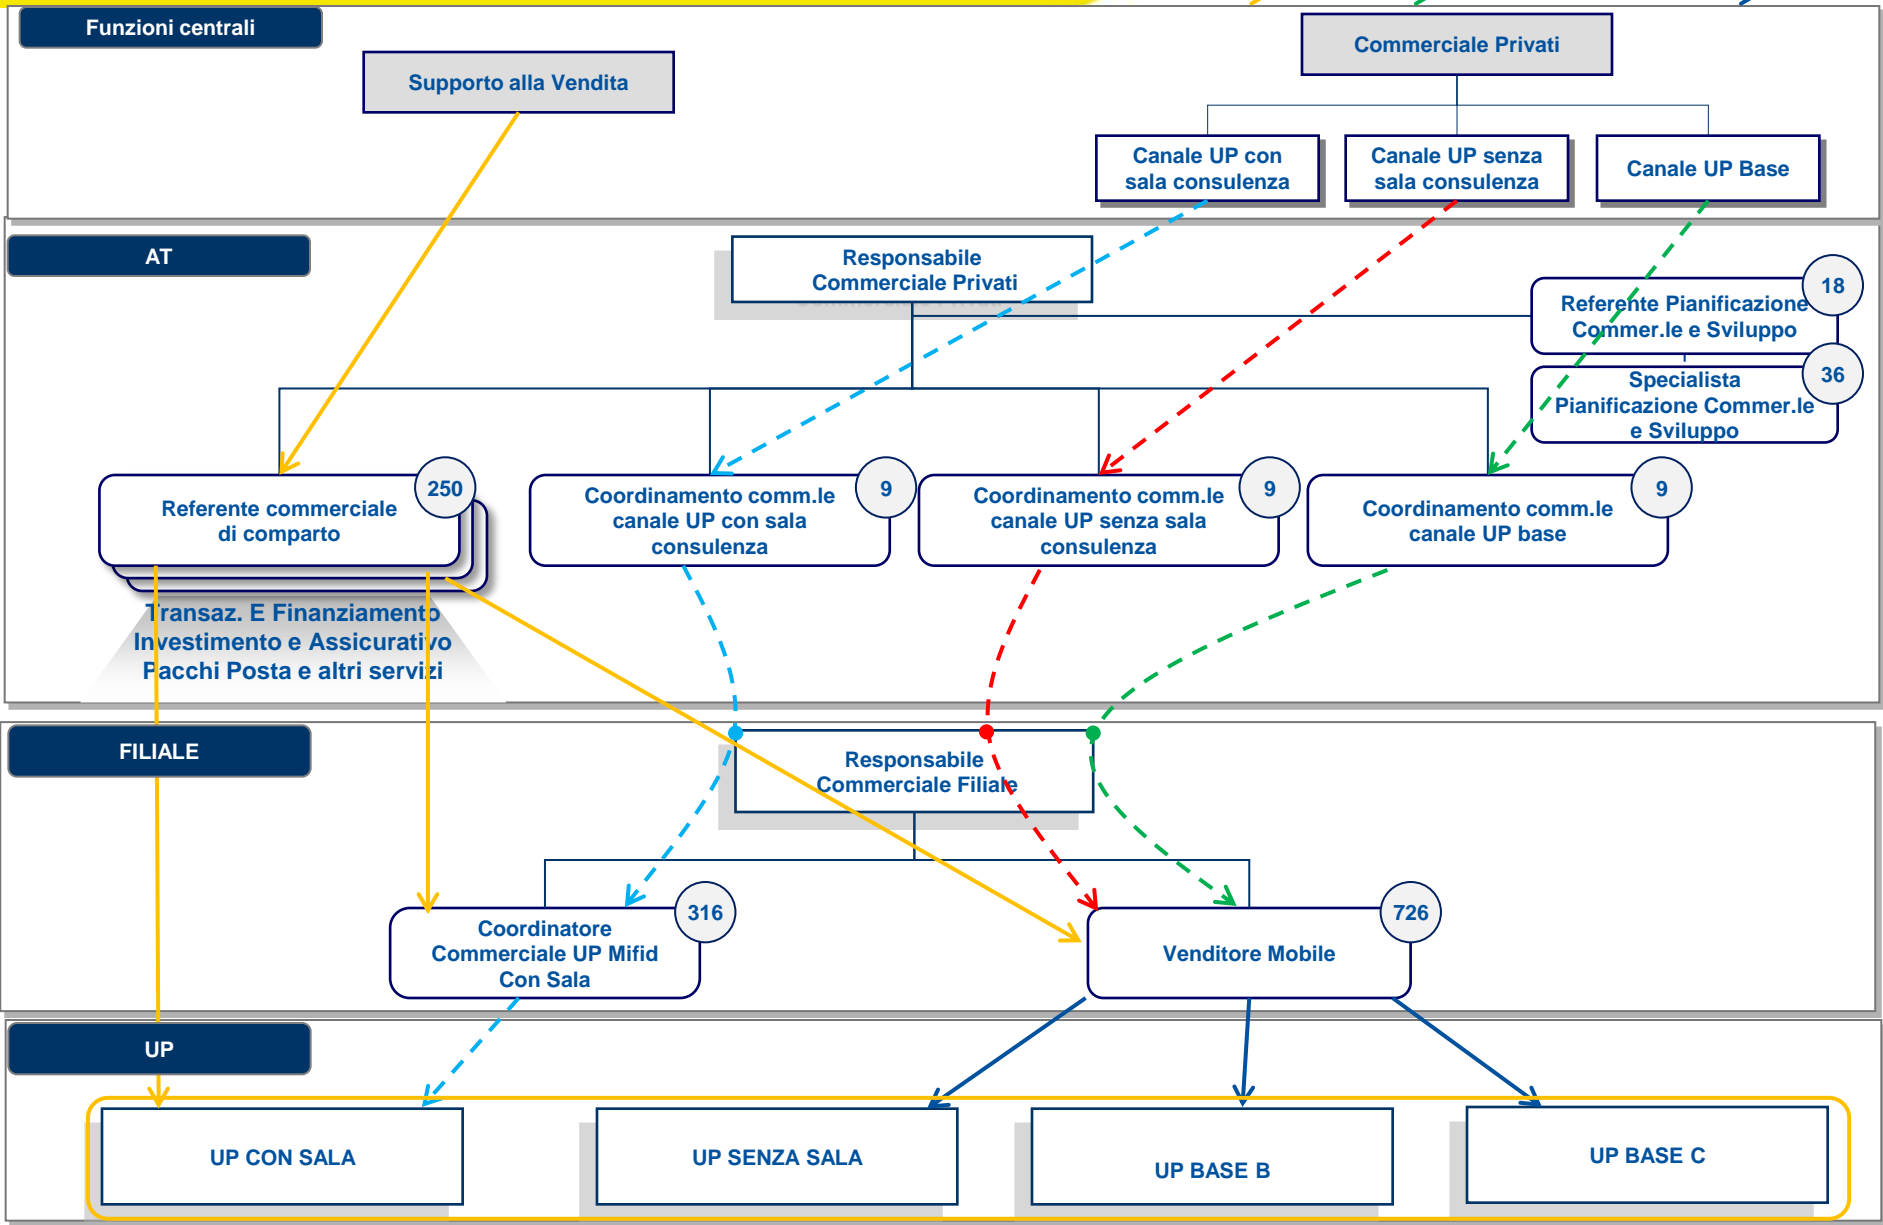 Funzioni centrali
Commerciale Privati
Supporto alla Vendita
Canale UP con
sala consulenza
Canale UP senza
sala consulenza
Canale UP Base
AT
Responsabile
Commerciale Privati
18
Referente Pianificazione
Commer.le e Sviluppo
36
Specialista
Pianificazione Commer.le
e Sviluppo
250
Referente commerciale
di comparto
9
Coordinamento comm.le
canale UP con sala
consulenza
9
Coordinamento comm.le
canale UP senza sala
consulenza
9
Coordinamento comm.le
canale UP base
Transaz. E Finanziamento
Investimento e Assicurativo
Pacchi Posta e altri servizi
FILIALE
Responsabile
Commerciale Filiale
316
Coordinatore
Commerciale UP Mifid
Con Sala
726
Venditore Mobile
UP
UP CON SALA
UP SENZA SALA
UP BASE B
UP BASE C